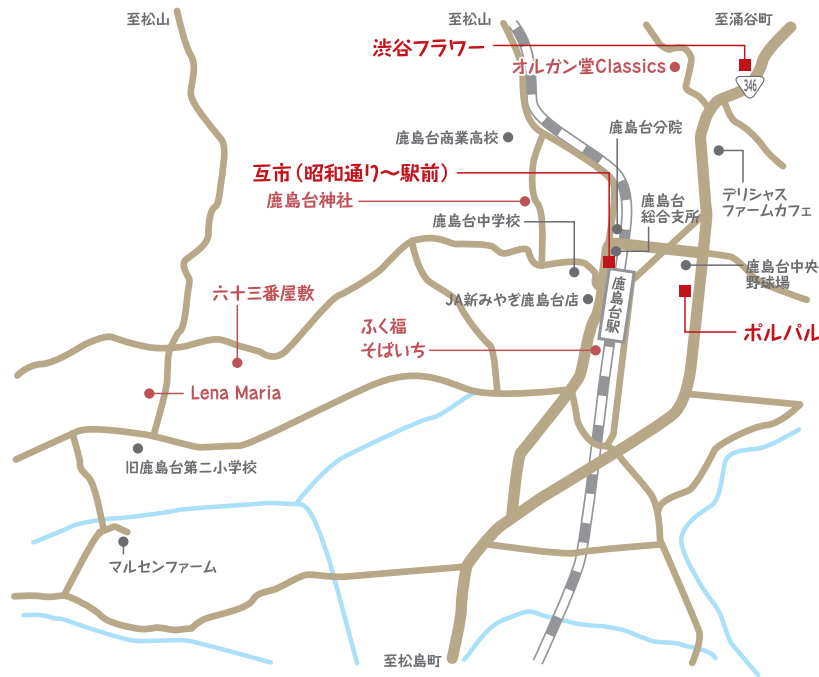 至松山
至松山
至涌谷町
渋谷フラワー
オルガン堂Classics
346
鹿島台商業高校
鹿島台分院
互市（昭和通り〜駅前）
デリシャス
ファームカフェ
鹿島台神社
鹿島台
総合支所
鹿島台中学校
鹿島台中央
野球場
六十三番屋敷
JA新みやぎ鹿島台店
鹿島台駅
ふく福
そばいち
ポルパル
Lena Maria
旧鹿島台第二小学校
マルセンファーム
至松島町